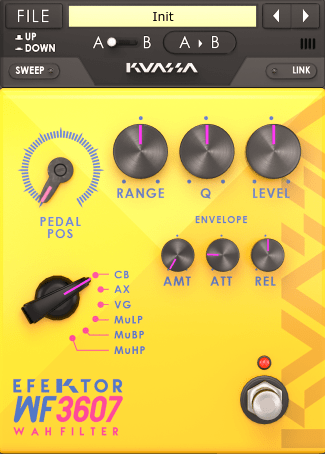 FILE
Init
UP
DOWN
A B
A B
SWEEP
KVASSA
LINK
RANGE
Q
LEVEL
PEDAL
POS
ENVELOPE
AMT
ATT
REL
CB
AX
VG
MuLP
MuBP
MuHP
EFEKTOR
WF3607
WAH FILTER